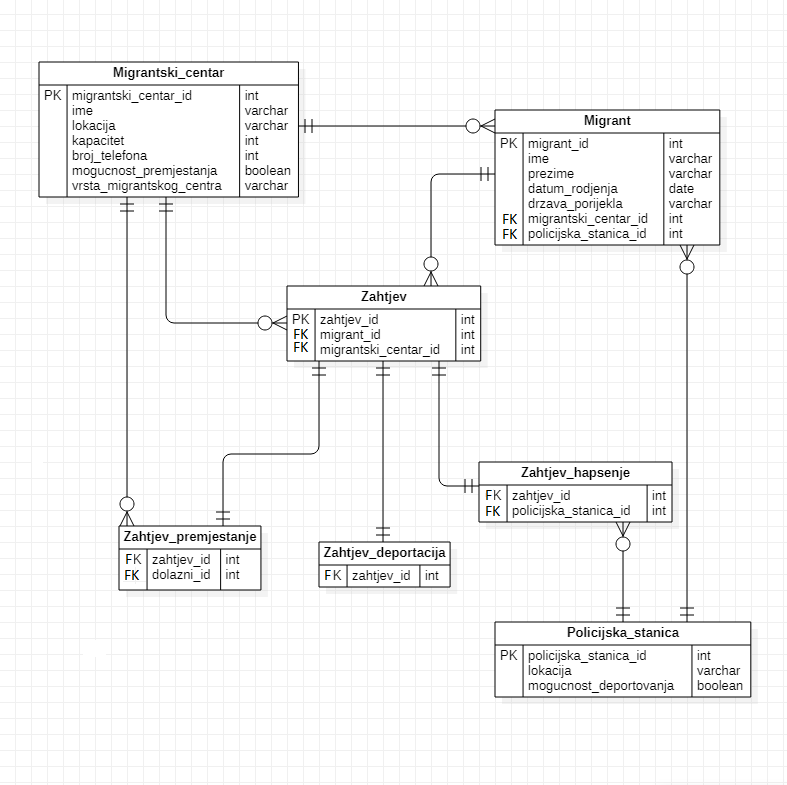 Migrantski_centar
PK migrantski_centar_id int
ime varchar
lokacija varchar
kapacitet int
broj_telefona int
mogucnost_premjestanja boolean
vrsta_migrantskog_centra varchar
Migrant
PK migrant_id int
ime varchar
prezime varchar
datum_rodjenja date
drzava_porijekla varchar
FK migrantski_centar_id int
FK policijska_stanica_id int
Zahtjev
PK zahtjev_id int
FK migrant_id int
FK migrantski_centar_id int
Zahtjev_hapsenje
FK zahtjev_id int
FK policijska_stanica_id int
Zahtjev_premjestanje
FK zahtjev_id int
FK dolazni_id int
Zahtjev_deportacija
FK zahtjev_id int
Policijska_stanica
PK policijska_stanica_id int
lokacija varchar
mogucnost_deportovanja boolean